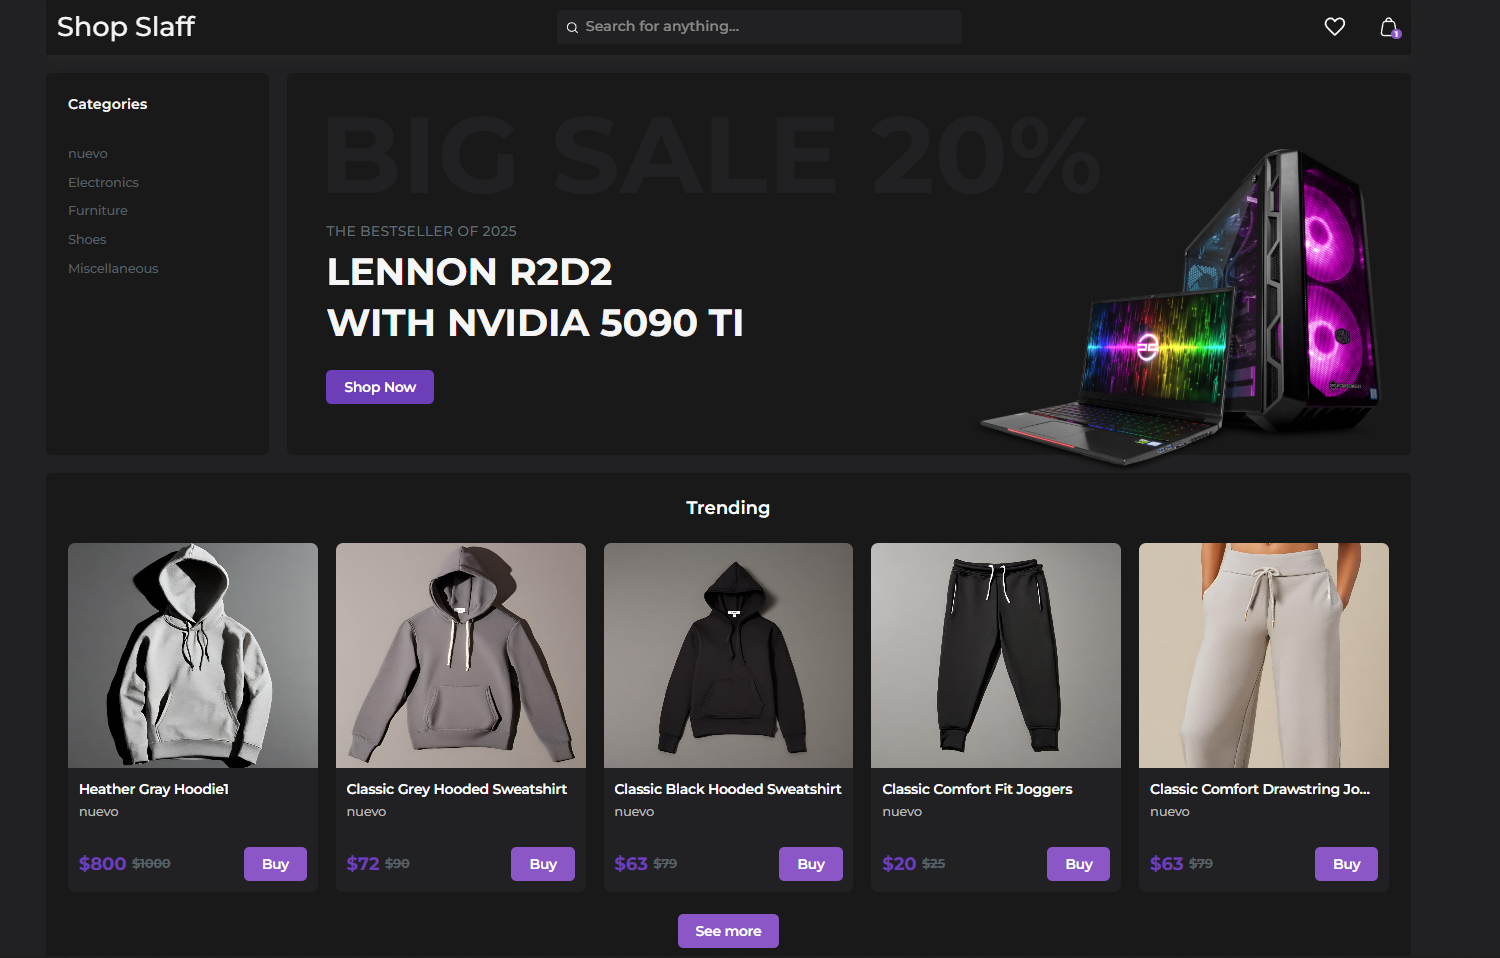 Shop Slaff
Search for anything...
1
Categories
nuevo
Electronics
Furniture
Shoes
Miscellaneous
BIG SALE 20%
THE BESTSELLER OF 2025
LENNON R2D2
WITH NVIDIA 5090 TI
Shop Now
Trending
Heather Gray Hoodie1
nuevo
$800 $1000 Buy
Classic Grey Hooded Sweatshirt
nuevo
$72 $90 Buy
Classic Black Hooded Sweatshirt
nuevo
$63 $79 Buy
Classic Comfort Fit Joggers
nuevo
$20 $25 Buy
Classic Comfort Drawstring Jo...
nuevo
$63 $79 Buy
See more